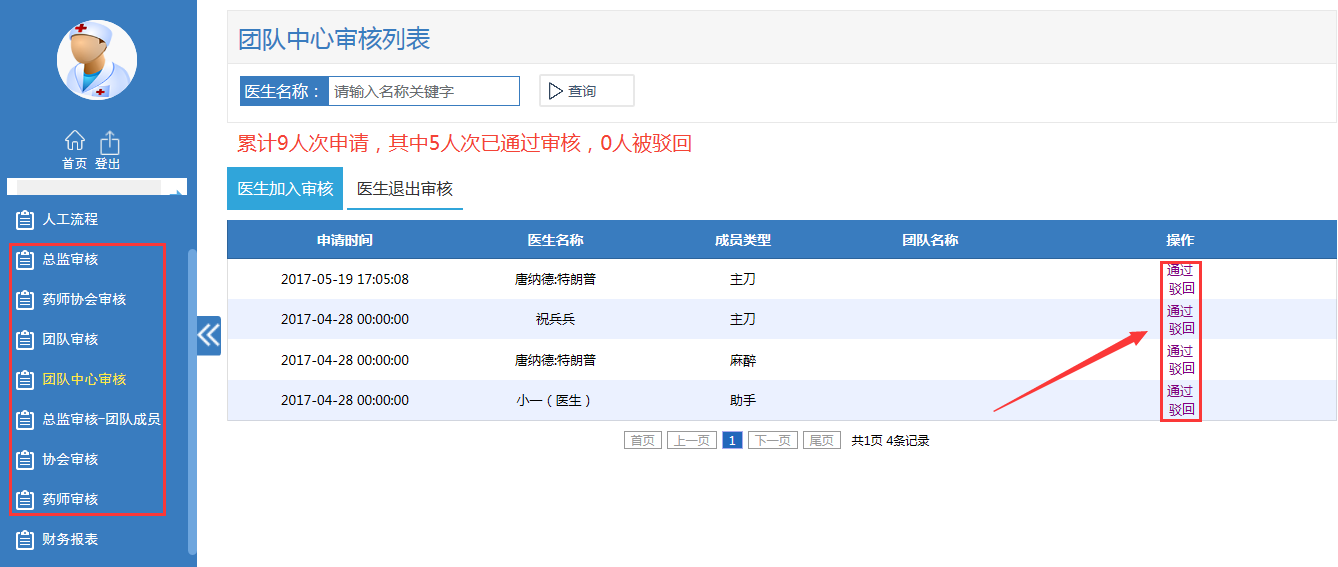 首页 登出
人工流程
总监审核
药师协会审核
团队审核
团队中心审核
总监审核-团队成员
协会审核
药师审核
财务报表
团队中心审核列表
医生名称： 请输入名称关键字 查询
累计9人次申请，其中5人次已通过审核，0人被驳回
医生加入审核 医生退出审核
申请时间 医生名称 成员类型 团队名称 操作
2017-05-19 17:05:08 唐纳德:特朗普 主刀 通过
驳回
2017-04-28 00:00:00 祝兵兵 主刀 通过
驳回
2017-04-28 00:00:00 唐纳德:特朗普 麻醉 通过
驳回
2017-04-28 00:00:00 小一（医生） 助手 通过
驳回
首页 上一页 1 下一页 尾页 共1页 4条记录